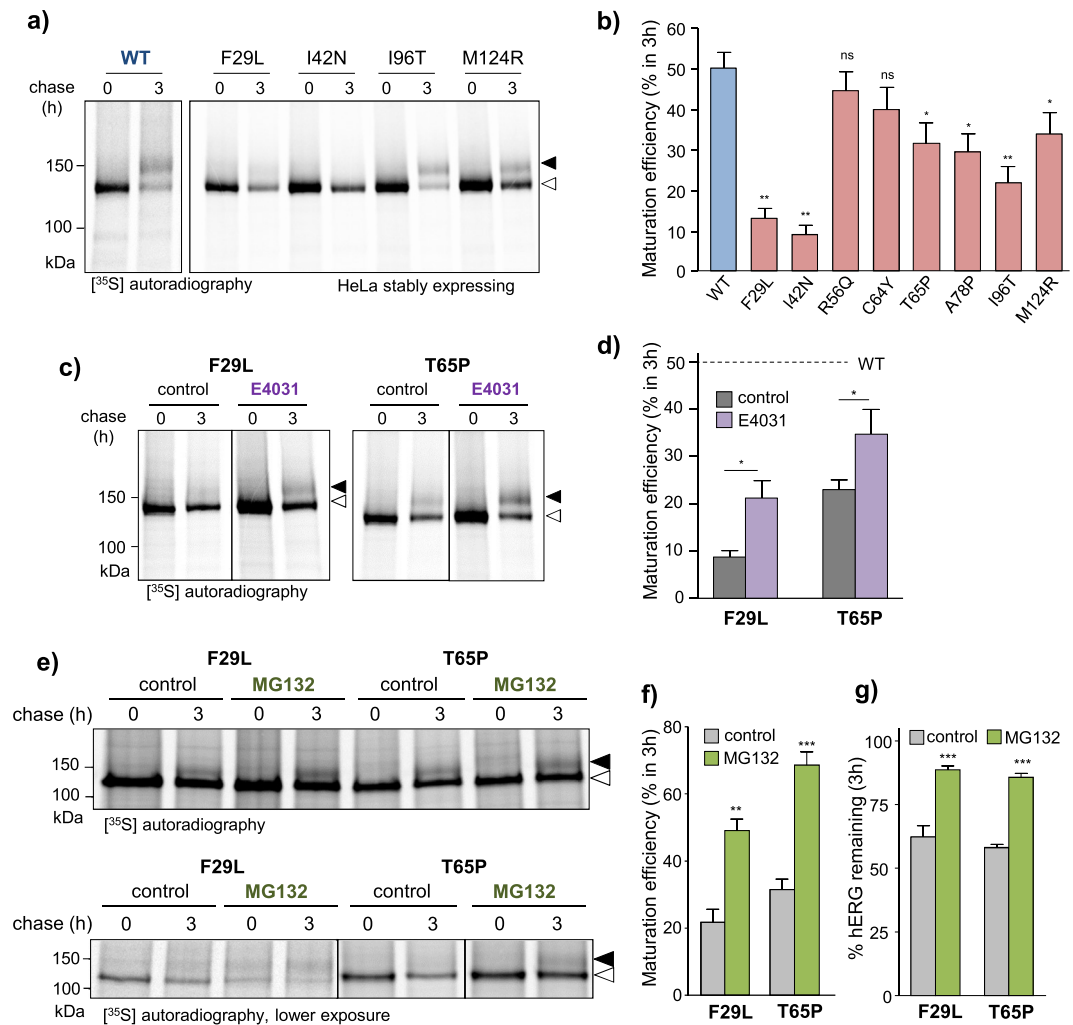 a)
WT F29L I42N I96T M124R
chase (h) 0 3 0 3 0 3 0 3 0 3
150
100
kDa
[35S] autoradiography HeLa stably expressing
b)
Maturation efficiency (% in 3h)
60
50
40
30
20
10
0
** ** ns ns * * ** *
WT F29L I42N R56Q C64Y T65P A78P I96T M124R
c)
F29L T65P
control E4031 control E4031
chase (h) 0 3 0 3 0 3 0 3
150
100
kDa
[35S] autoradiography
d)
Maturation efficiency (% in 3h)
50
40
30
20
10
0
WT
control
E4031
* *
F29L T65P
e)
F29L T65P
control MG132 control MG132
chase (h) 0 3 0 3 0 3 0 3
150
100
kDa
[35S] autoradiography
F29L T65P
control MG132 control MG132
chase (h) 0 3 0 3 0 3 0 3
150
100
kDa
[35S] autoradiography, lower exposure
f)
Maturation efficiency (% in 3h)
80
60
40
20
0
control
MG132
** ***
F29L T65P
g)
% hERG remaining (3h)
100
75
50
25
0
control MG132
*** ***
F29L T65P